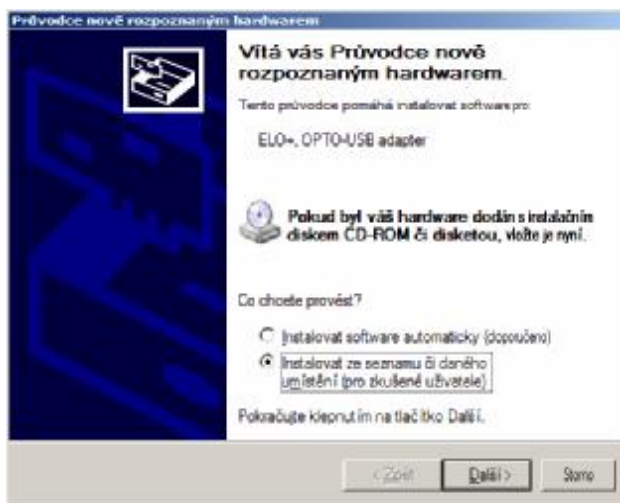 Průvodce nově rozpoznaným hardwarem
Vítá vás Průvodce nově
rozpoznaným hardwarem.
Tento průvodce pomáhá instalovat software pro:
ELO+, OPTO-USB adapter
Pokud byl váš hardware dodán s instalačním
diskem CD-ROM či disketou, vložte je nyní.
Co chcete provést?
Instalovat software automaticky (doporučeno)
Instalovat ze seznamu či daného
umístění (pro zkušené uživatele)
Pokračujte klepnutím na tlačítko Další.
< Zpět Další > Storno